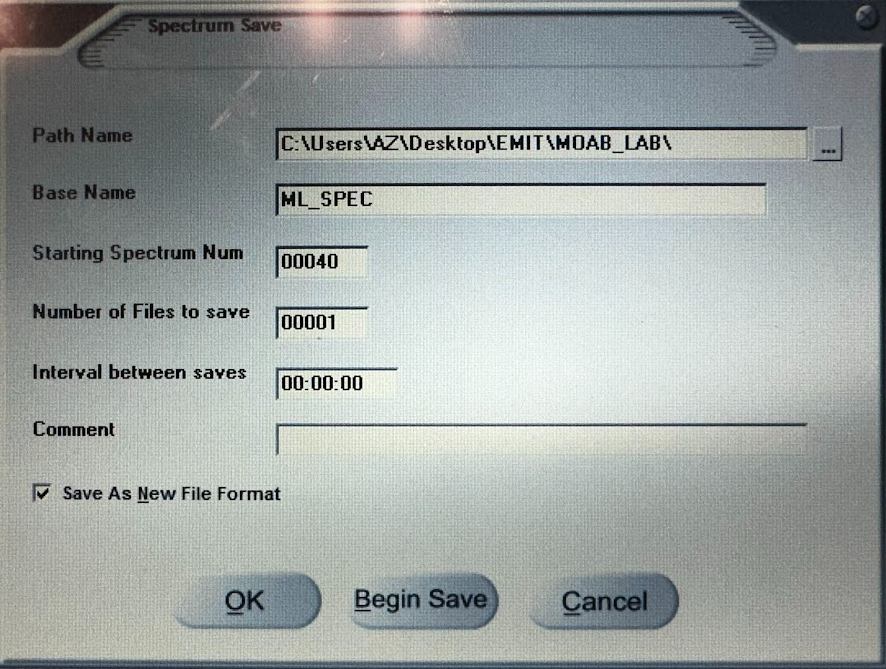 Spectrum Save
Path Name C:\Users\AZ\Desktop\EMIT\MOAB_LAB\ ...
Base Name ML_SPEC
Starting Spectrum Num 00040
Number of Files to save 00001
Interval between saves 00:00:00
Comment
Save As New File Format
OK Begin Save Cancel